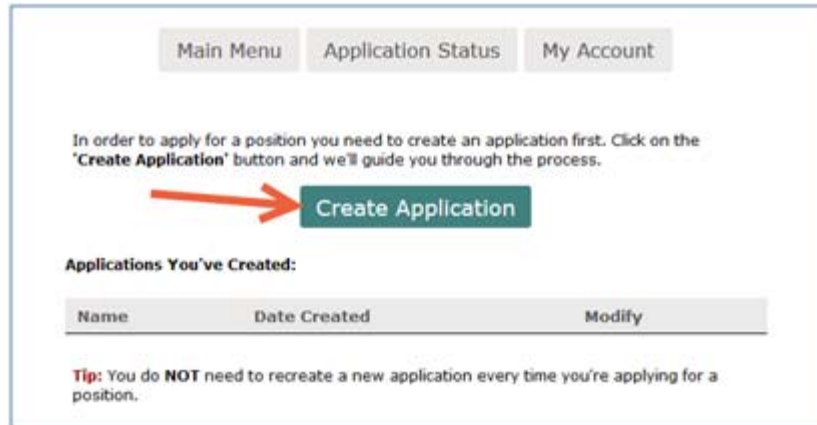 Main Menu Application Status My Account
In order to apply for a position you need to create an application first. Click on the
'Create Application' button and we'll guide you through the process.
Create Application
Applications You've Created:
Name Date Created Modify
Tip: You do NOT need to recreate a new application every time you're applying for a
position.